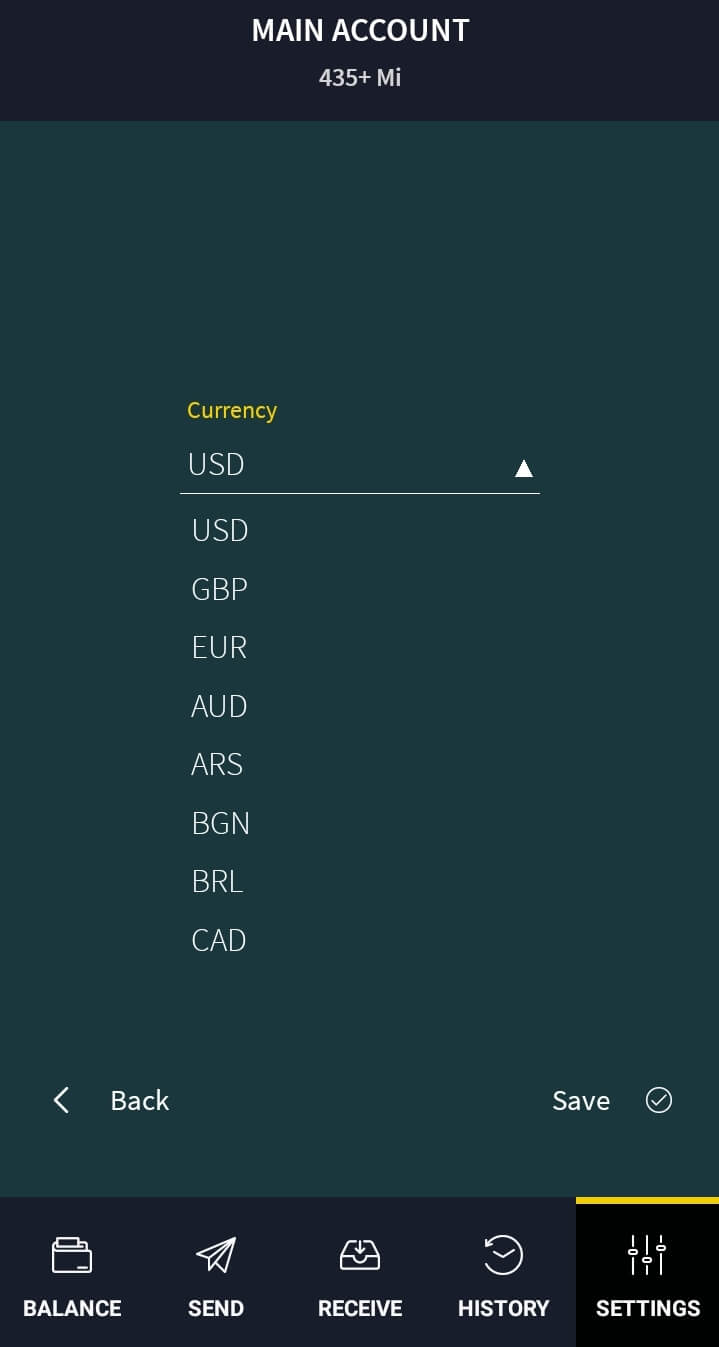 MAIN ACCOUNT
435+ Mi
Currency
USD
USD
GBP
EUR
AUD
ARS
BGN
BRL
CAD
Back Save
BALANCE SEND RECEIVE HISTORY SETTINGS